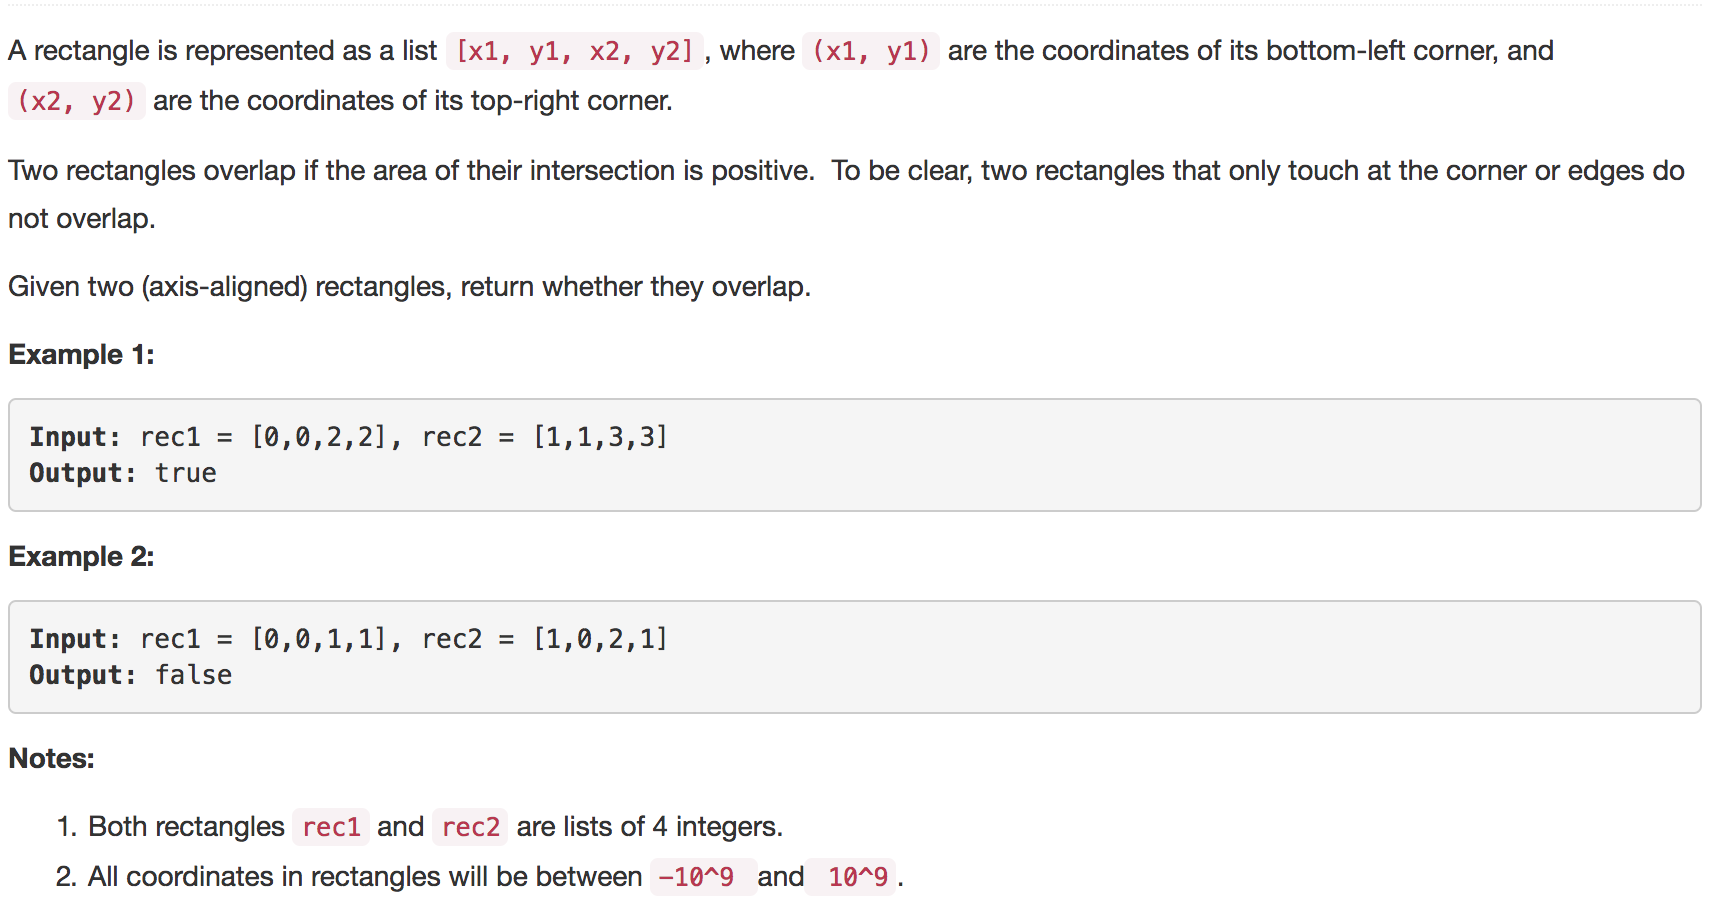 A rectangle is represented as a list [x1, y1, x2, y2], where (x1, y1) are the coordinates of its bottom-left corner, and
(x2, y2) are the coordinates of its top-right corner.
Two rectangles overlap if the area of their intersection is positive.  To be clear, two rectangles that only touch at the corner or edges do
not overlap.
Given two (axis-aligned) rectangles, return whether they overlap.
Example 1:
Input: rec1 = [0,0,2,2], rec2 = [1,1,3,3]
Output: true
Example 2:
Input: rec1 = [0,0,1,1], rec2 = [1,0,2,1]
Output: false
Notes:
1. Both rectangles rec1 and rec2 are lists of 4 integers.
2. All coordinates in rectangles will be between -10^9 and 10^9.